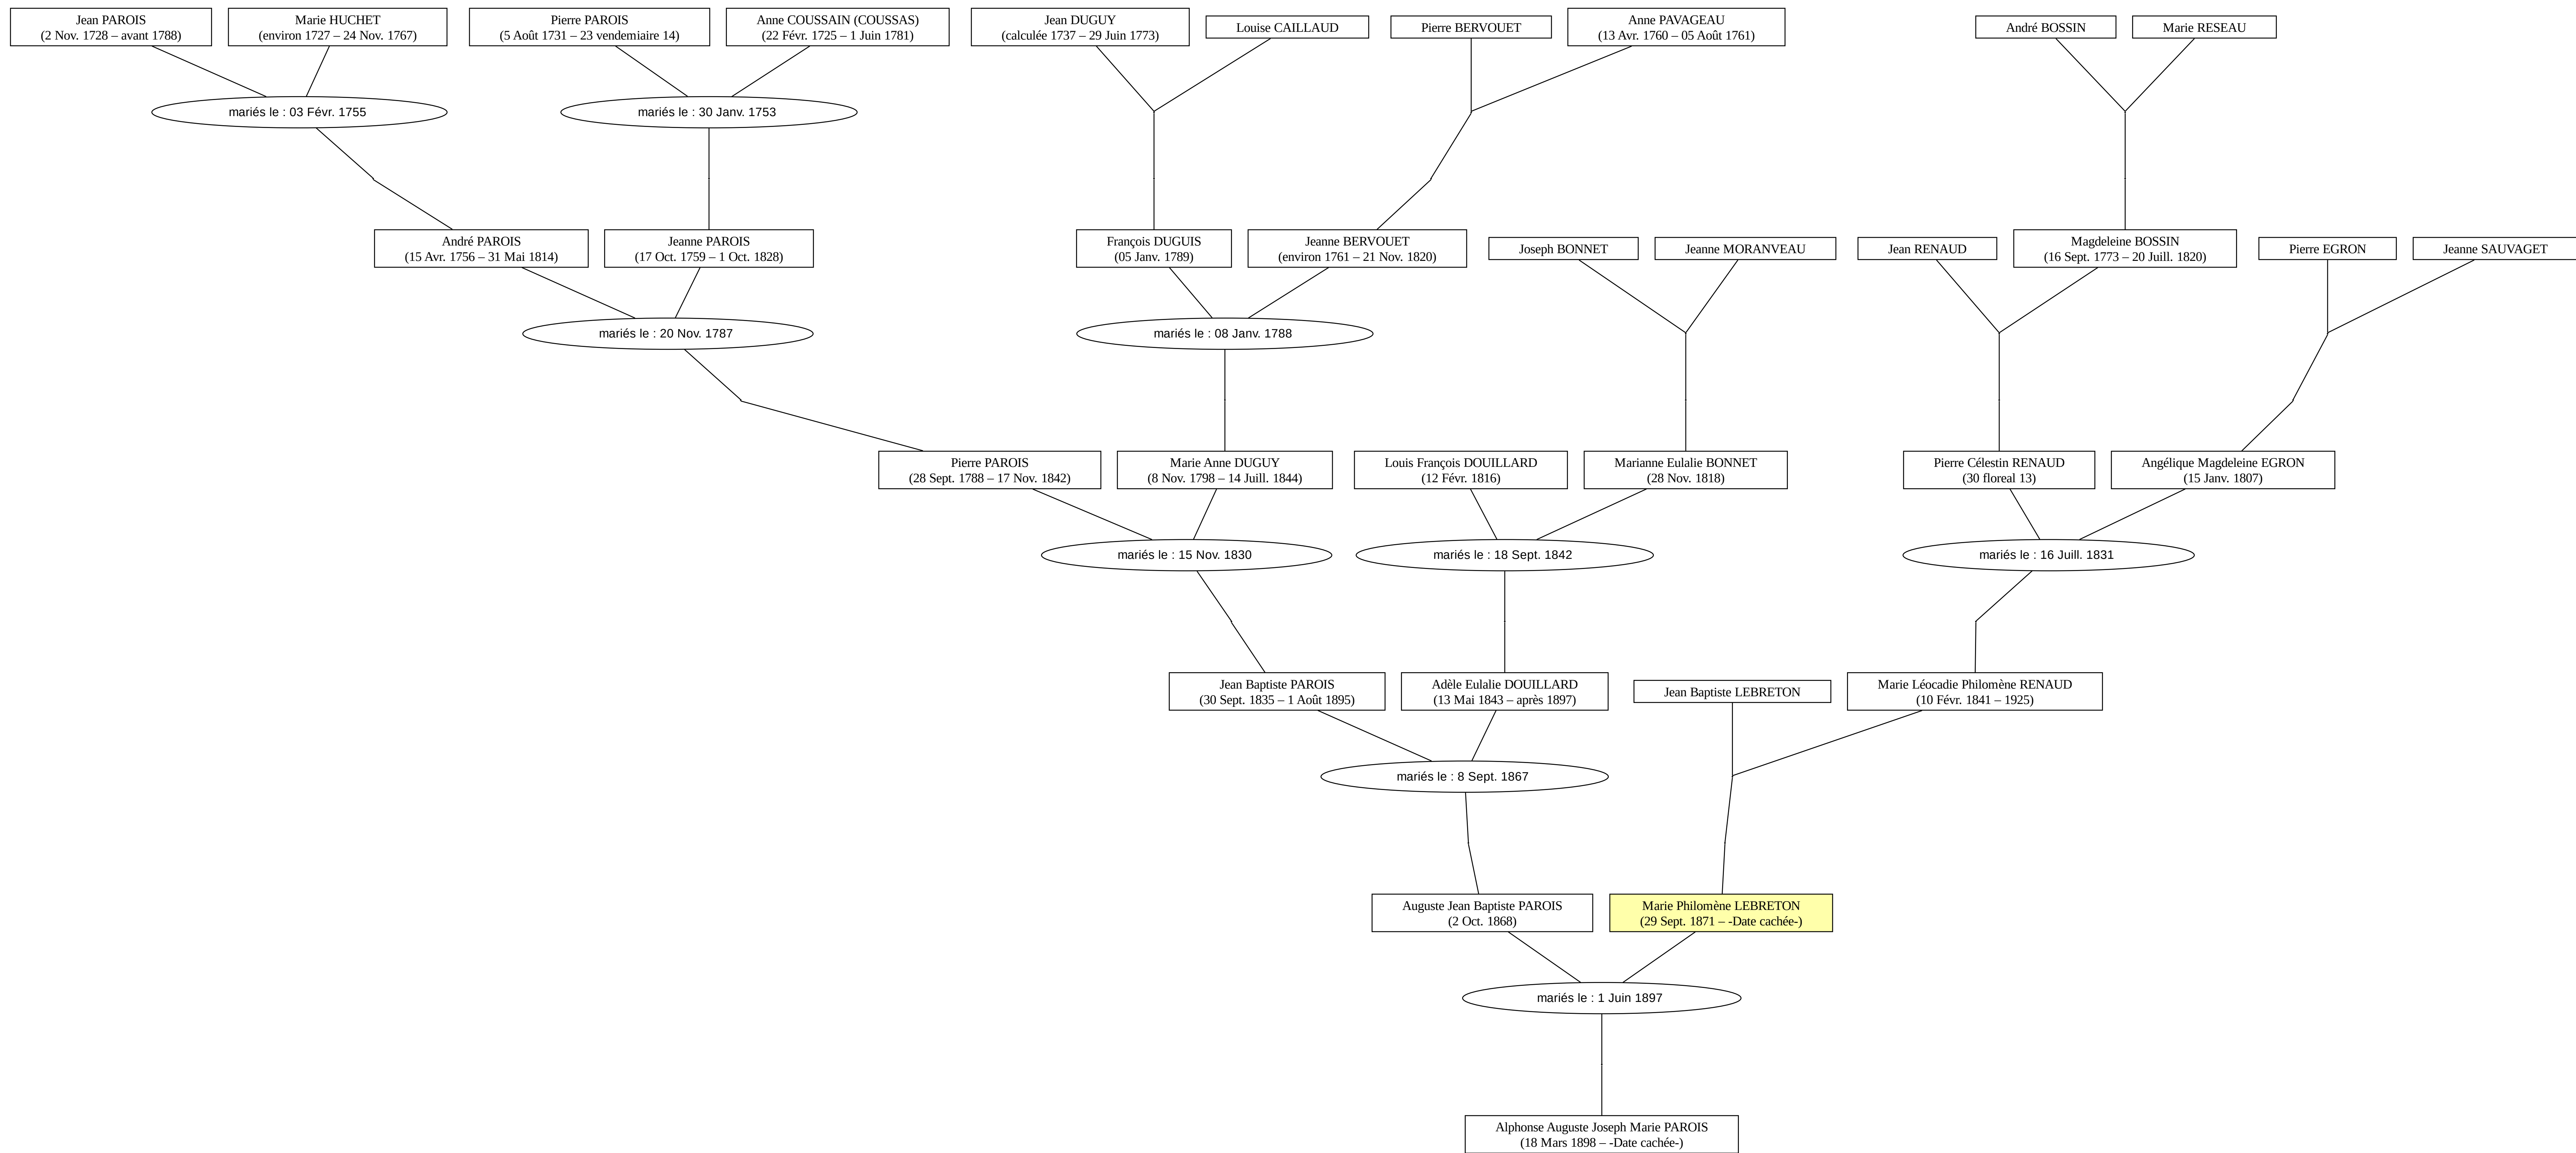 Jean PAROIS
(2 Nov. 1728 – avant 1788)
Marie HUCHET
(environ 1727 – 24 Nov. 1767)
Pierre PAROIS
(5 Août 1731 – 23 vendemiaire 14)
Anne COUSSAIN (COUSSAS)
(22 Févr. 1725 – 1 Juin 1781)
Jean DUGUY
(calculée 1737 – 29 Juin 1773)
Louise CAILLAUD
Pierre BERVOUET
Anne PAVAGEAU
(13 Avr. 1760 – 05 Août 1761)
André BOSSIN
Marie RESEAU
mariés le : 03 Févr. 1755
mariés le : 30 Janv. 1753
André PAROIS
(15 Avr. 1756 – 31 Mai 1814)
Jeanne PAROIS
(17 Oct. 1759 – 1 Oct. 1828)
François DUGUIS
(05 Janv. 1789)
Jeanne BERVOUET
(environ 1761 – 21 Nov. 1820)
Joseph BONNET
Jeanne MORANVEAU
Jean RENAUD
Magdeleine BOSSIN
(16 Sept. 1773 – 20 Juill. 1820)
Pierre EGRON
Jeanne SAUVAGET
mariés le : 20 Nov. 1787
mariés le : 08 Janv. 1788
Pierre PAROIS
(28 Sept. 1788 – 17 Nov. 1842)
Marie Anne DUGUY
(8 Nov. 1798 – 14 Juill. 1844)
Louis François DOUILLARD
(12 Févr. 1816)
Marianne Eulalie BONNET
(28 Nov. 1818)
Pierre Célestin RENAUD
(30 floreal 13)
Angélique Magdeleine EGRON
(15 Janv. 1807)
mariés le : 15 Nov. 1830
mariés le : 18 Sept. 1842
mariés le : 16 Juill. 1831
Jean Baptiste PAROIS
(30 Sept. 1835 – 1 Août 1895)
Adèle Eulalie DOUILLARD
(13 Mai 1843 – après 1897)
Jean Baptiste LEBRETON
Marie Léocadie Philomène RENAUD
(10 Févr. 1841 – 1925)
mariés le : 8 Sept. 1867
Auguste Jean Baptiste PAROIS
(2 Oct. 1868)
Marie Philomène LEBRETON
(29 Sept. 1871 – -Date cachée-)
mariés le : 1 Juin 1897
Alphonse Auguste Joseph Marie PAROIS
(18 Mars 1898 – -Date cachée-)